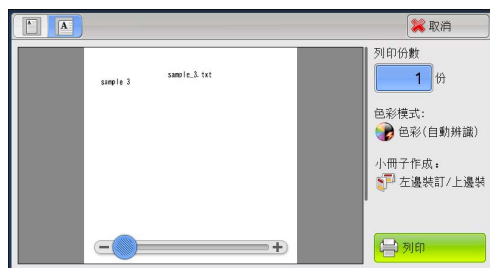 A
取消
sample_3.txt
sample 3
列印份數
1 份
色彩模式:
色彩(自動辨識)
小冊子作成:
左邊裝訂/上邊裝
列印